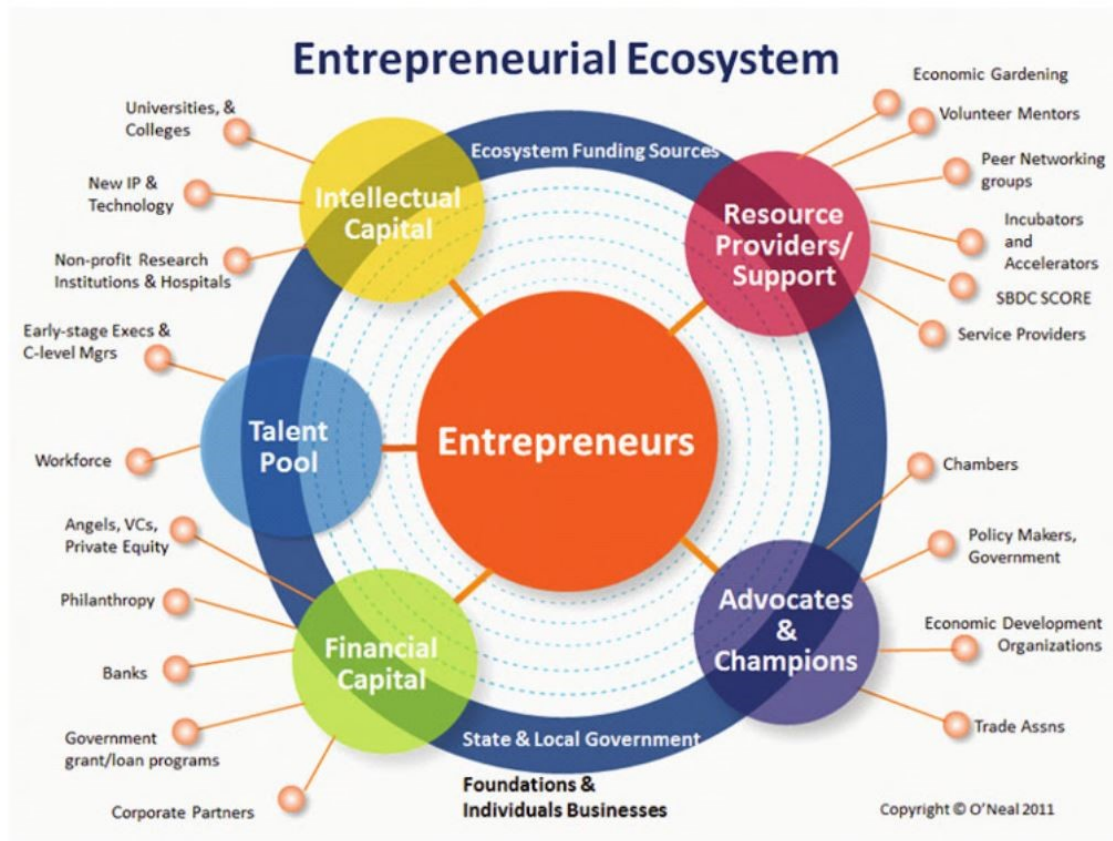 Entrepreneurial Ecosystem
Ecosystem Funding Sources
Universities, &
Colleges
New IP &
Technology
Non-profit Research
Institutions & Hospitals
Intellectual
Capital
Economic Gardening
Volunteer Mentors
Peer Networking
groups
Incubators
and
Accelerators
SBDC SCORE
Service Providers
Resource
Providers/
Support
Early-stage Execs &
C-level Mgrs
Workforce
Talent
Pool
Entrepreneurs
Angels, VCs,
Private Equity
Philanthropy
Banks
Government
grant/loan programs
Corporate Partners
Financial
Capital
Chambers
Policy Makers,
Government
Economic Development
Organizations
Trade Assns
Advocates
&
Champions
State & Local Government
Foundations &
Individuals Businesses
Copyright © O'Neal 2011